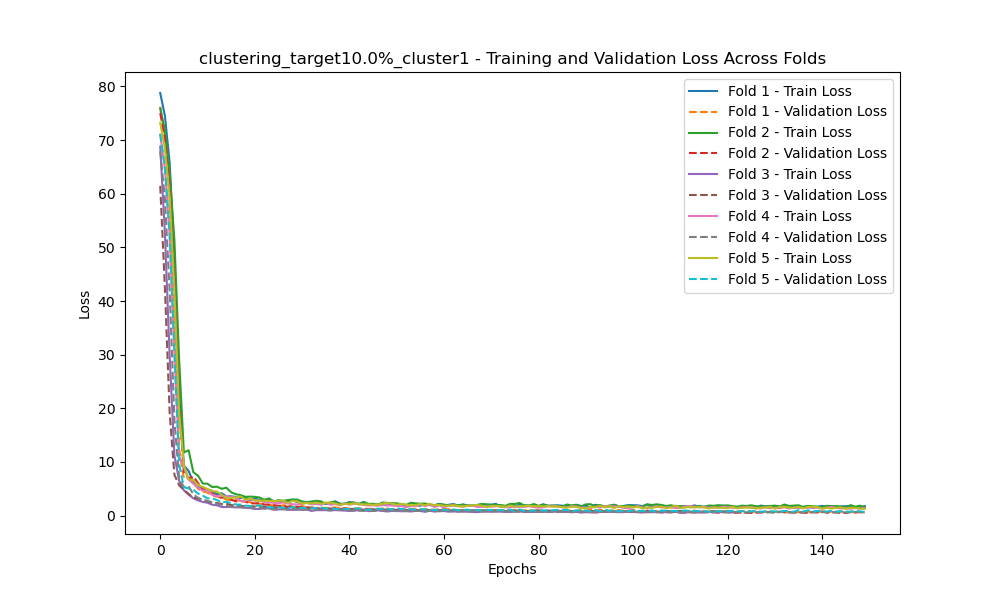 clustering_target10.0%_cluster1 - Training and Validation Loss Across Folds
80
70
60
50
40
30
20
10
0
Loss
Fold 1 - Train Loss
Fold 1 - Validation Loss
Fold 2 - Train Loss
Fold 2 - Validation Loss
Fold 3 - Train Loss
Fold 3 - Validation Loss
Fold 4 - Train Loss
Fold 4 - Validation Loss
Fold 5 - Train Loss
Fold 5 - Validation Loss
0 20 40 60 80 100 120 140
Epochs